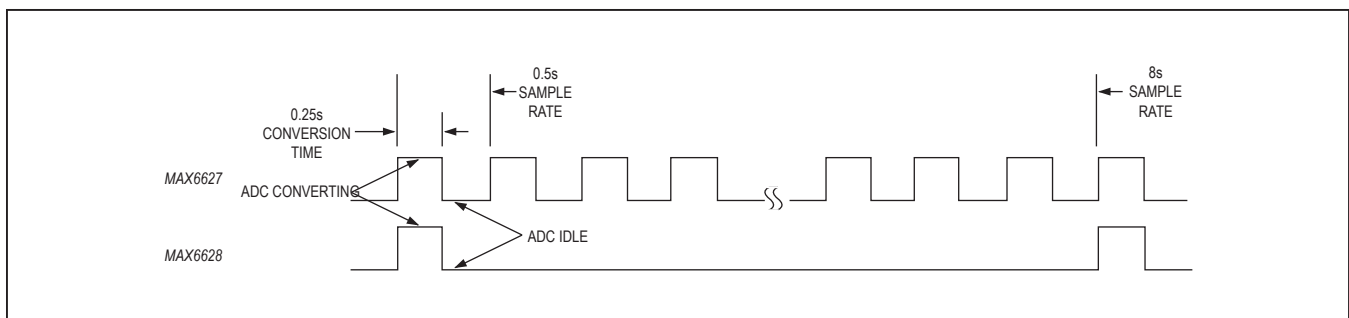 0.5s
SAMPLE
RATE
8s
SAMPLE
RATE
0.25s
CONVERSION
TIME
MAX6627
ADC CONVERTING
ADC IDLE
MAX6628